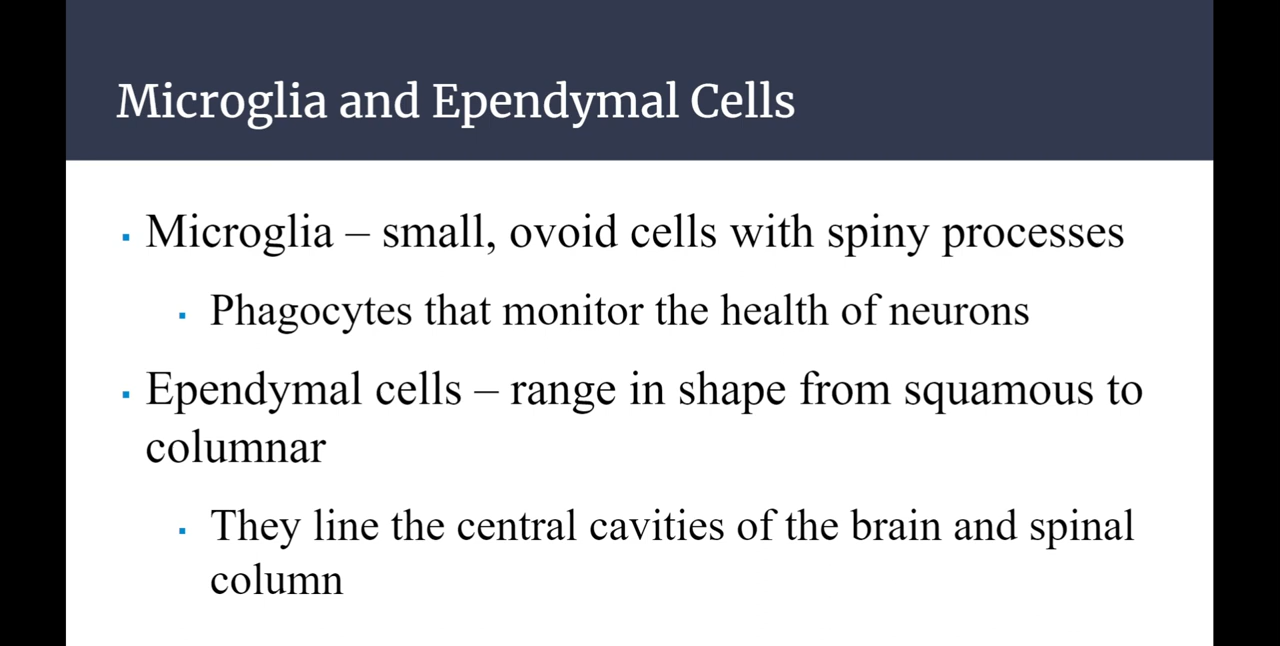 Microglia and Ependymal Cells
▪ Microglia – small, ovoid cells with spiny processes
▪ Phagocytes that monitor the health of neurons
▪ Ependymal cells – range in shape from squamous to
columnar
▪ They line the central cavities of the brain and spinal
column